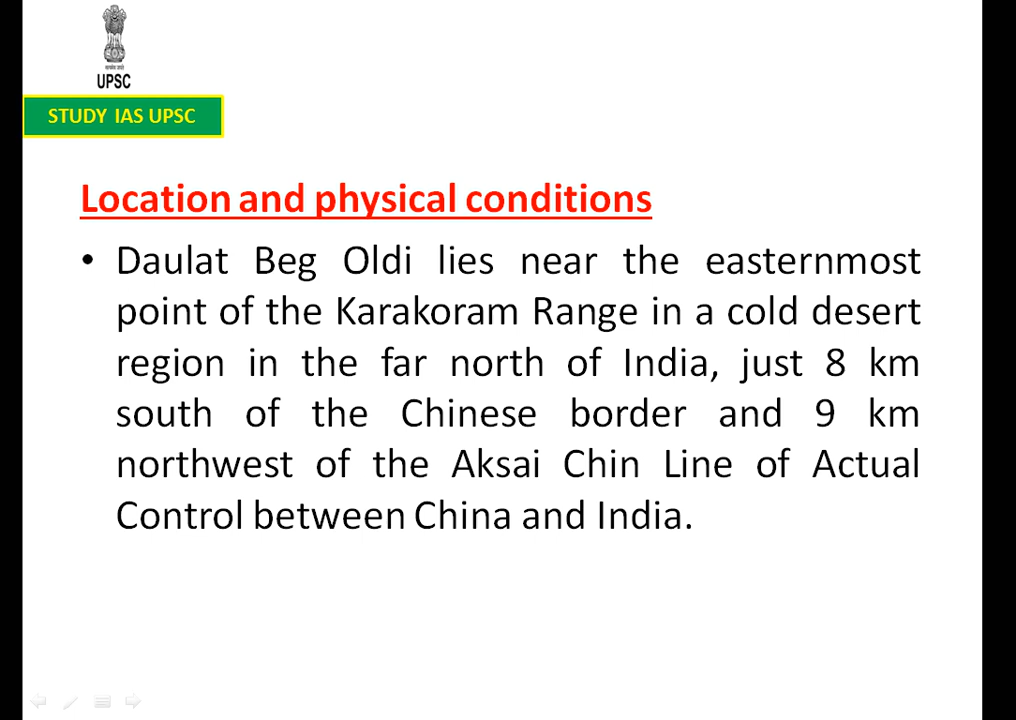 UPSC
STUDY IAS UPSC
Location and physical conditions
• Daulat Beg Oldi lies near the easternmost
point of the Karakoram Range in a cold desert
region in the far north of India, just 8 km
south of the Chinese border and 9 km
northwest of the Aksai Chin Line of Actual
Control between China and India.